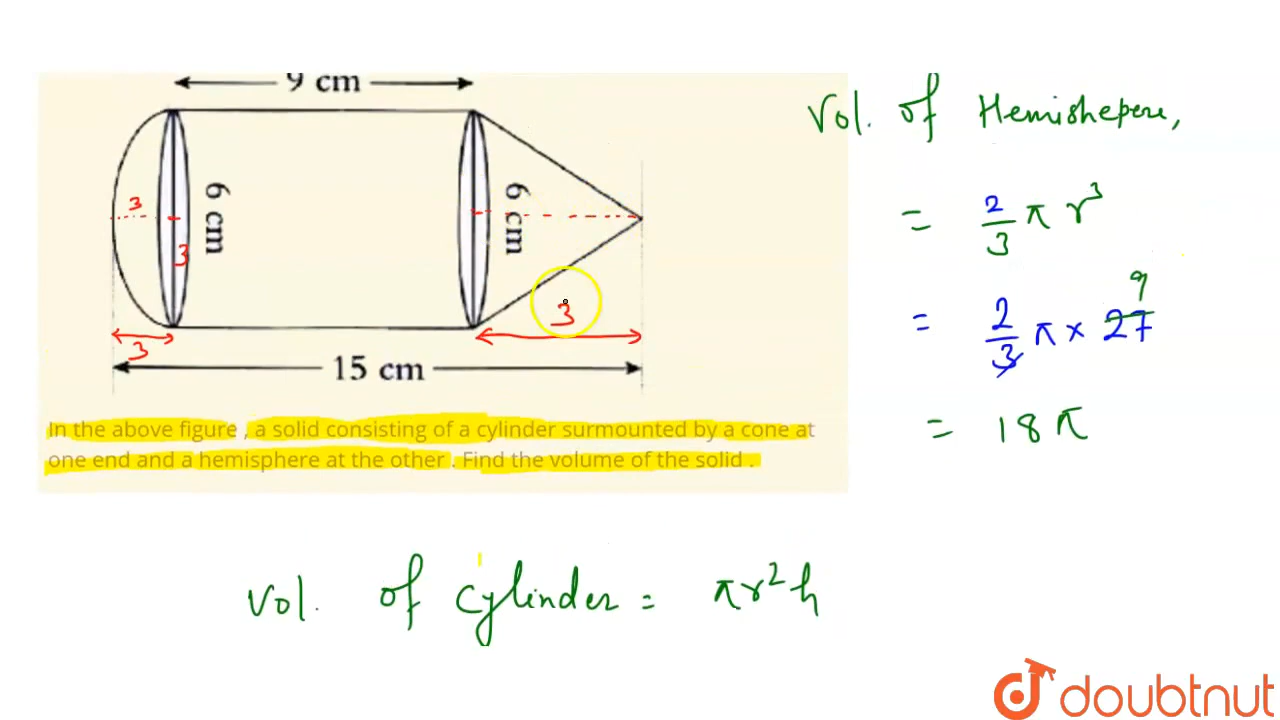 9 cm
Vol. of Hemishepere,
3
6 cm
6 cm
3
= 2/3 π r³
3
3
= 2/3 π × 27 9
15 cm
= 18 π
In the above figure , a solid consisting of a cylinder surmounted by a cone at
one end and a hemisphere at the other . Find the volume of the solid .
Vol. of cylinder = πr²h
doubtnut